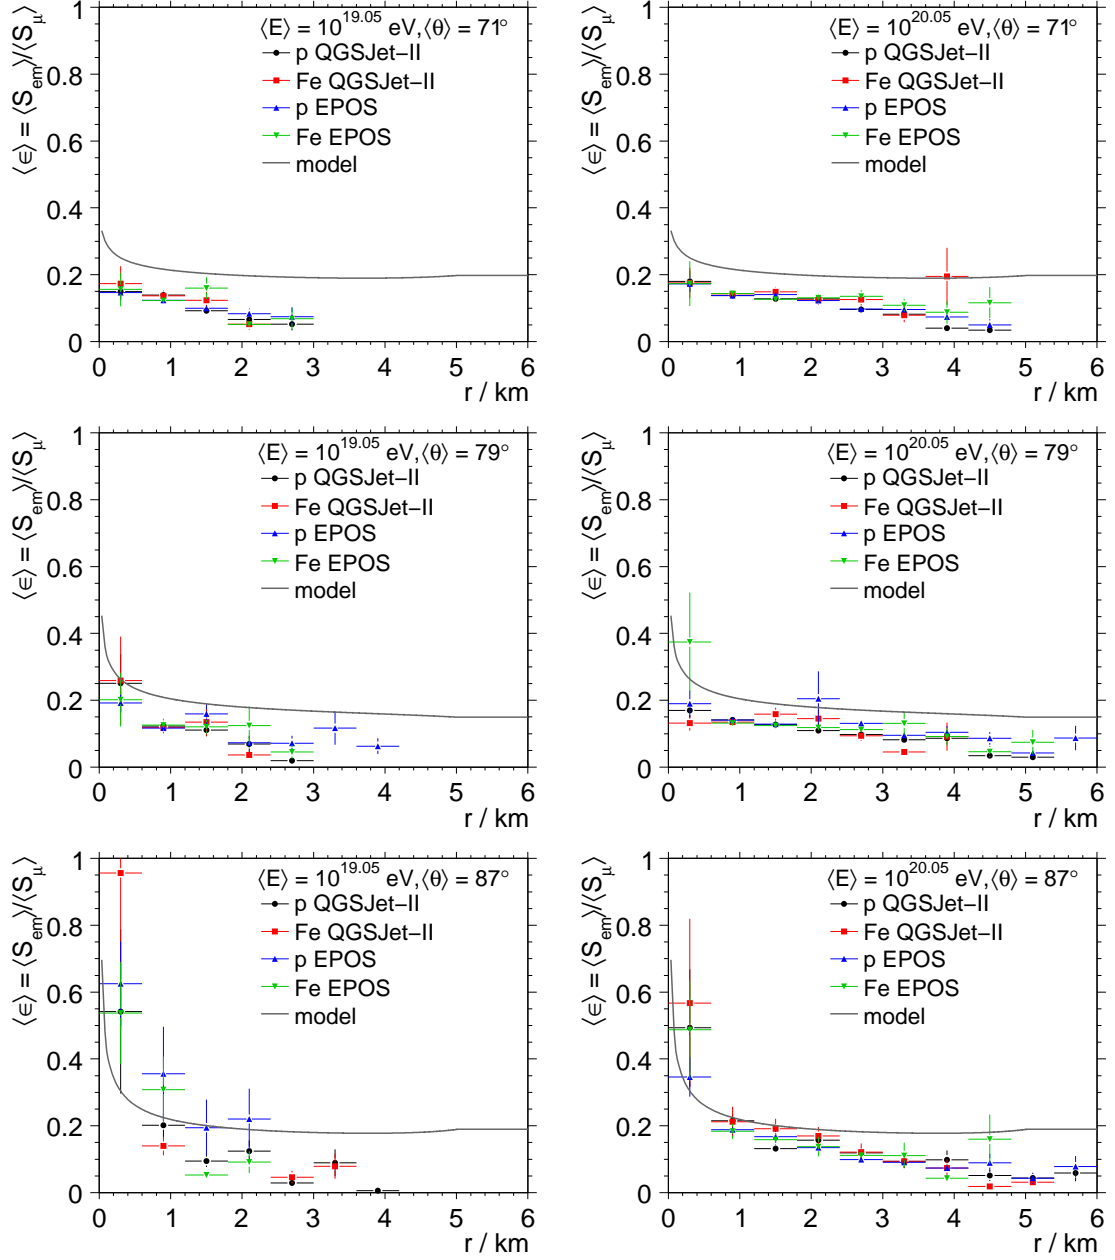 ⟨E⟩ = 10^19.05 eV,⟨θ⟩ = 71°
p QGSJet−II
Fe QGSJet−II
p EPOS
Fe EPOS
model
⟨ϵ⟩ = ⟨S_em⟩/⟨S_μ⟩
1
0.8
0.6
0.4
0.2
0
0 1 2 3 4 5 6
r / km
⟨E⟩ = 10^20.05 eV,⟨θ⟩ = 71°
p QGSJet−II
Fe QGSJet−II
p EPOS
Fe EPOS
model
⟨ϵ⟩ = ⟨S_em⟩/⟨S_μ⟩
1
0.8
0.6
0.4
0.2
0
0 1 2 3 4 5 6
r / km
⟨E⟩ = 10^19.05 eV,⟨θ⟩ = 79°
p QGSJet−II
Fe QGSJet−II
p EPOS
Fe EPOS
model
⟨ϵ⟩ = ⟨S_em⟩/⟨S_μ⟩
1
0.8
0.6
0.4
0.2
0
0 1 2 3 4 5 6
r / km
⟨E⟩ = 10^20.05 eV,⟨θ⟩ = 79°
p QGSJet−II
Fe QGSJet−II
p EPOS
Fe EPOS
model
⟨ϵ⟩ = ⟨S_em⟩/⟨S_μ⟩
1
0.8
0.6
0.4
0.2
0
0 1 2 3 4 5 6
r / km
⟨E⟩ = 10^19.05 eV,⟨θ⟩ = 87°
p QGSJet−II
Fe QGSJet−II
p EPOS
Fe EPOS
model
⟨ϵ⟩ = ⟨S_em⟩/⟨S_μ⟩
1
0.8
0.6
0.4
0.2
0
0 1 2 3 4 5 6
r / km
⟨E⟩ = 10^20.05 eV,⟨θ⟩ = 87°
p QGSJet−II
Fe QGSJet−II
p EPOS
Fe EPOS
model
⟨ϵ⟩ = ⟨S_em⟩/⟨S_μ⟩
1
0.8
0.6
0.4
0.2
0
0 1 2 3 4 5 6
r / km